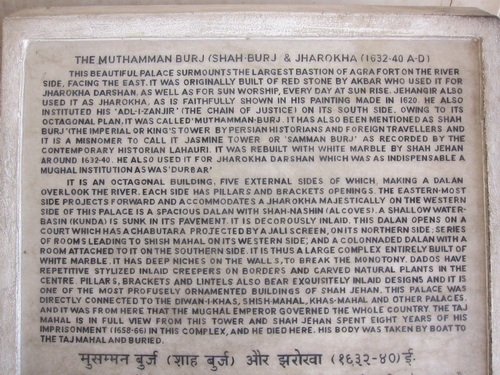 THE MUTHAMMAN BURJ (SHAH-BURJ & JHAROKHA (1632-40 A-D)
THIS BEAUTIFUL PALACE SURMOUNTS THE LARGEST BASTION OF AGRA FORT ON THE RIVER
SIDE, FACING THE EAST. IT WAS ORIGINALLY BUILT OF RED STONE BY AKBAR WHO USED IT FOR
JHAROKHA DARSHAN, AS WELL AS FOR SUN WORSHIP, EVERY DAY AT SUN RISE. JEHANGIR ALSO
USED IT AS JHAROKHA, AS IS FAITHFULLY SHOWN IN HIS PAINTING MADE IN 1620. HE ALSO
INSTITUTED HIS 'ADL-I-ZANJIR' (THE CHAIN OF JUSTICE) ON ITS SOUTH SIDE. OWING TO ITS
OCTAGONAL PLAN, IT WAS CALLED 'MUTHAMMAN-BURJ'. IT HAS ALSO BEEN MENTIONED AS SHAH-
BURJ' (THE IMPERIAL OR KING'S TOWER BY PERSIAN HISTORIANS AND FOREIGN TRAVELLERS AND
IT IS A MISNOMER TO CALL IT JASMINE TOWER OR 'SAMMAN BURJ' AS RECORDED BY THE
CONTEMPORARY HISTORIAN LAHAURI. IT WAS REBUILT WITH WHITE MARBLE BY SHAH JEHAN
AROUND 1632-40. HE ALSO USED IT FOR JHAROKHA DARSHAN WHICH WAS AS INDISPENSABLE A
MUGHAL INSTITUTION AS WAS 'DURBAR'
IT IS AN OCTAGONAL BUILDING, FIVE EXTERNAL SIDES OF WHICH, MAKING A DALAN
OVERLOOK THE RIVER. EACH SIDE HAS PILLARS AND BRACKETS OPENINGS. THE EASTERN-MOST
SIDE PROJECTS FORWARD AND ACCOMMODATES A JHAROKHA MAJESTICALLY ON THE WESTERN
SIDE OF THIS PALACE IS A SPACIOUS DALAN WITH SHAH-NASHIN (ALCOVES). A SHALLOW WATER-
BASIN (KUNDA) IS SUNK IN ITS PAVEMENT. IT IS DECOROUSLY INLAID. THIS DALAN OPENS ON A
COURT WHICH HAS A CHABUTARA PROJECTED BY A JALI SCREEN, ON ITS NORTHERN SIDE; SERIES
OF ROOMS LEADING TO SHISH MAHAL ON ITS WESTERN SIDE; AND A COLONNADED DALAN WITH A
ROOM ATTACHED TO IT ON THE SOUTHERN SIDE. IT IS THUS A LARGE COMPLEX ENTIRELY BUILT OF
WHITE MARBLE. IT HAS DEEP NICHES ON THE WALLS, TO BREAK THE MONOTONY. DADOS HAVE
REPETITIVE STYLIZED INLAID CREEPERS ON BORDERS AND CARVED NATURAL PLANTS IN THE
CENTRE. PILLARS, BRACKETS AND LINTELS ALSO BEAR EXQUISITELY INLAID DESIGNS AND IT IS
ONE OF THE MOST PROFUSELY ORNAMENTED BUILDINGS OF SHAH JEHAN. THIS PALACE WAS
DIRECTLY CONNECTED TO THE DIWAN-I-KHAS, SHISH-MAHAL, KHAS-MAHAL AND OTHER PALACES,
AND IT WAS FROM HERE THAT THE MUGHAL EMPEROR GOVERNED THE WHOLE COUNTRY. THE TAJ
MAHAL IS IN FULL VIEW FROM THIS TOWER AND SHAH JEHAN SPENT EIGHT YEARS OF HIS
IMPRISONMENT (1658-66) IN THIS COMPLEX, AND HE DIED HERE. HIS BODY WAS TAKEN BY BOAT TO
THE TAJ MAHAL AND BURIED.
मुसम्मन बुर्ज (शाह बुर्ज) और झरोखा (१६३२-४०) ई.